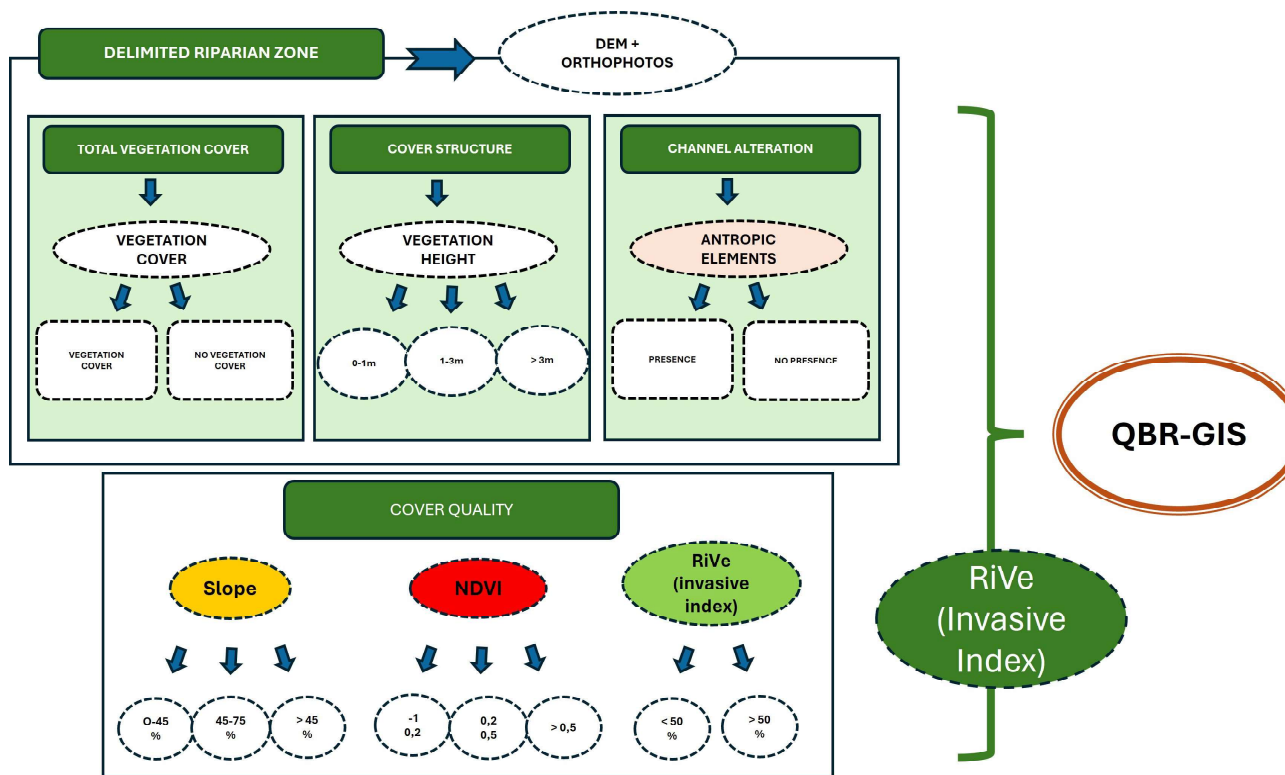 DELIMITED RIPARIAN ZONE
DEM +
ORTHOPHOTOS
TOTAL VEGETATION COVER
VEGETATION
COVER
VEGETATION
COVER
NO VEGETATION
COVER
COVER STRUCTURE
VEGETATION
HEIGHT
0-1m
1-3m
> 3m
CHANNEL ALTERATION
ANTROPIC
ELEMENTS
PRESENCE
NO PRESENCE
COVER QUALITY
Slope
O-45
%
45-75
%
> 45
%
NDVI
-1
0,2
0,2
0,5
> 0,5
RiVe
(invasive
index)
< 50
%
> 50
%
QBR-GIS
RiVe
(Invasive
Index)